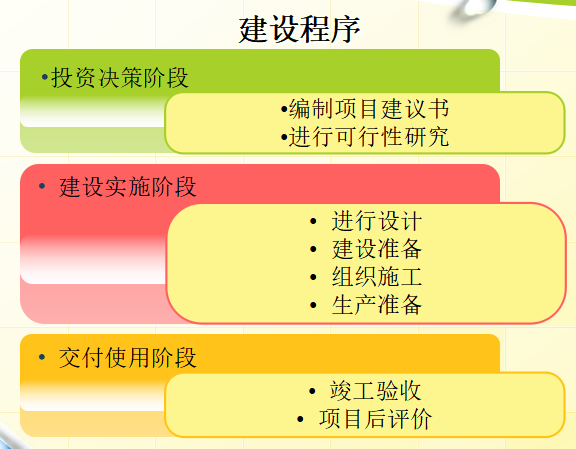 建设程序
•投资决策阶段
•编制项目建议书
•进行可行性研究
• 建设实施阶段
• 进行设计
• 建设准备
• 组织施工
• 生产准备
• 交付使用阶段
• 竣工验收
• 项目后评价